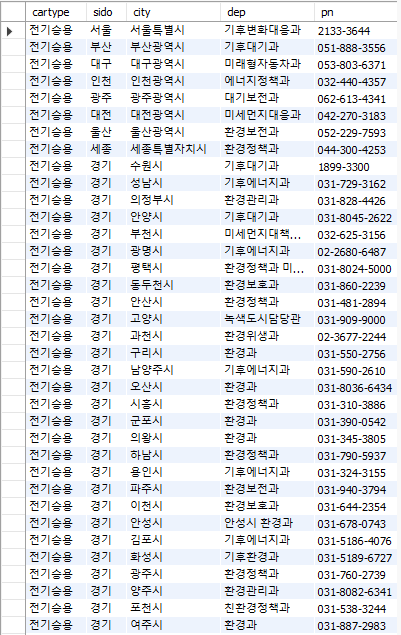 cartype sido city dep pn
전기승용 서울 서울특별시 기후변화대응과 2133-3644
전기승용 부산 부산광역시 기후대기과 051-888-3556
전기승용 대구 대구광역시 미래형자동차과 053-803-6371
전기승용 인천 인천광역시 에너지정책과 032-440-4357
전기승용 광주 광주광역시 대기보전과 062-613-4341
전기승용 대전 대전광역시 미세먼지대응과 042-270-3183
전기승용 울산 울산광역시 환경보전과 052-229-7593
전기승용 세종 세종특별자치시 환경정책과 044-300-4253
전기승용 경기 수원시 기후대기과 1899-3300
전기승용 경기 성남시 기후에너지과 031-729-3162
전기승용 경기 의정부시 환경관리과 031-828-4426
전기승용 경기 안양시 기후대기과 031-8045-2622
전기승용 경기 부천시 미세먼지대책... 032-625-3156
전기승용 경기 광명시 기후에너지과 02-2680-6487
전기승용 경기 평택시 환경정책과 미... 031-8024-5000
전기승용 경기 동두천시 환경보호과 031-860-2239
전기승용 경기 안산시 환경정책과 031-481-2894
전기승용 경기 고양시 녹색도시담당관 031-909-9000
전기승용 경기 과천시 환경위생과 02-3677-2244
전기승용 경기 구리시 환경과 031-550-2756
전기승용 경기 남양주시 기후에너지과 031-590-2610
전기승용 경기 오산시 환경과 031-8036-6434
전기승용 경기 시흥시 환경정책과 031-310-3886
전기승용 경기 군포시 환경과 031-390-0542
전기승용 경기 의왕시 환경과 031-345-3805
전기승용 경기 하남시 환경정책과 031-790-5937
전기승용 경기 용인시 기후에너지과 031-324-3155
전기승용 경기 파주시 환경보전과 031-940-3794
전기승용 경기 이천시 환경보호과 031-644-2354
전기승용 경기 안성시 안성시 환경과 031-678-0743
전기승용 경기 김포시 기후에너지과 031-5186-4076
전기승용 경기 화성시 기후환경과 031-5189-6727
전기승용 경기 광주시 환경정책과 031-760-2739
전기승용 경기 양주시 환경관리과 031-8082-6341
전기승용 경기 포천시 친환경정책과 031-538-3244
전기승용 경기 여주시 환경과 031-887-2983